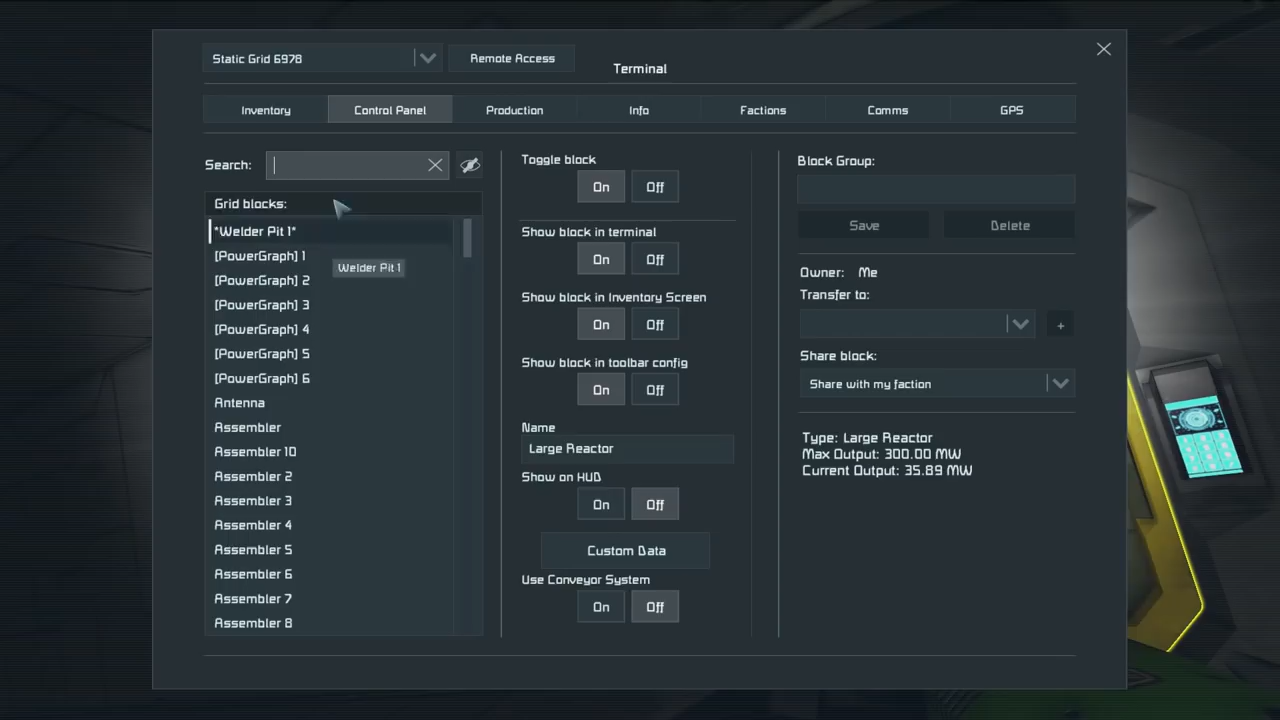 Static Grid 6978
Remote Access
Terminal
Inventory
Control Panel
Production
Info
Factions
Comms
GPS
Search:
Grid blocks:
*Welder Pit 1*
[PowerGraph] 1
Welder Pit 1
[PowerGraph] 2
[PowerGraph] 3
[PowerGraph] 4
[PowerGraph] 5
[PowerGraph] 6
Antenna
Assembler
Assembler 10
Assembler 2
Assembler 3
Assembler 4
Assembler 5
Assembler 6
Assembler 7
Assembler 8
Toggle block
On Off
Show block in terminal
On Off
Show block in Inventory Screen
On Off
Show block in toolbar config
On Off
Name
Large Reactor
Show on HUD
On Off
Custom Data
Use Conveyor System
On Off
Block Group:
Save
Delete
Owner: Me
Transfer to:
+
Share block:
Share with my faction
Type: Large Reactor
Max Output: 300.00 MW
Current Output: 35.89 MW